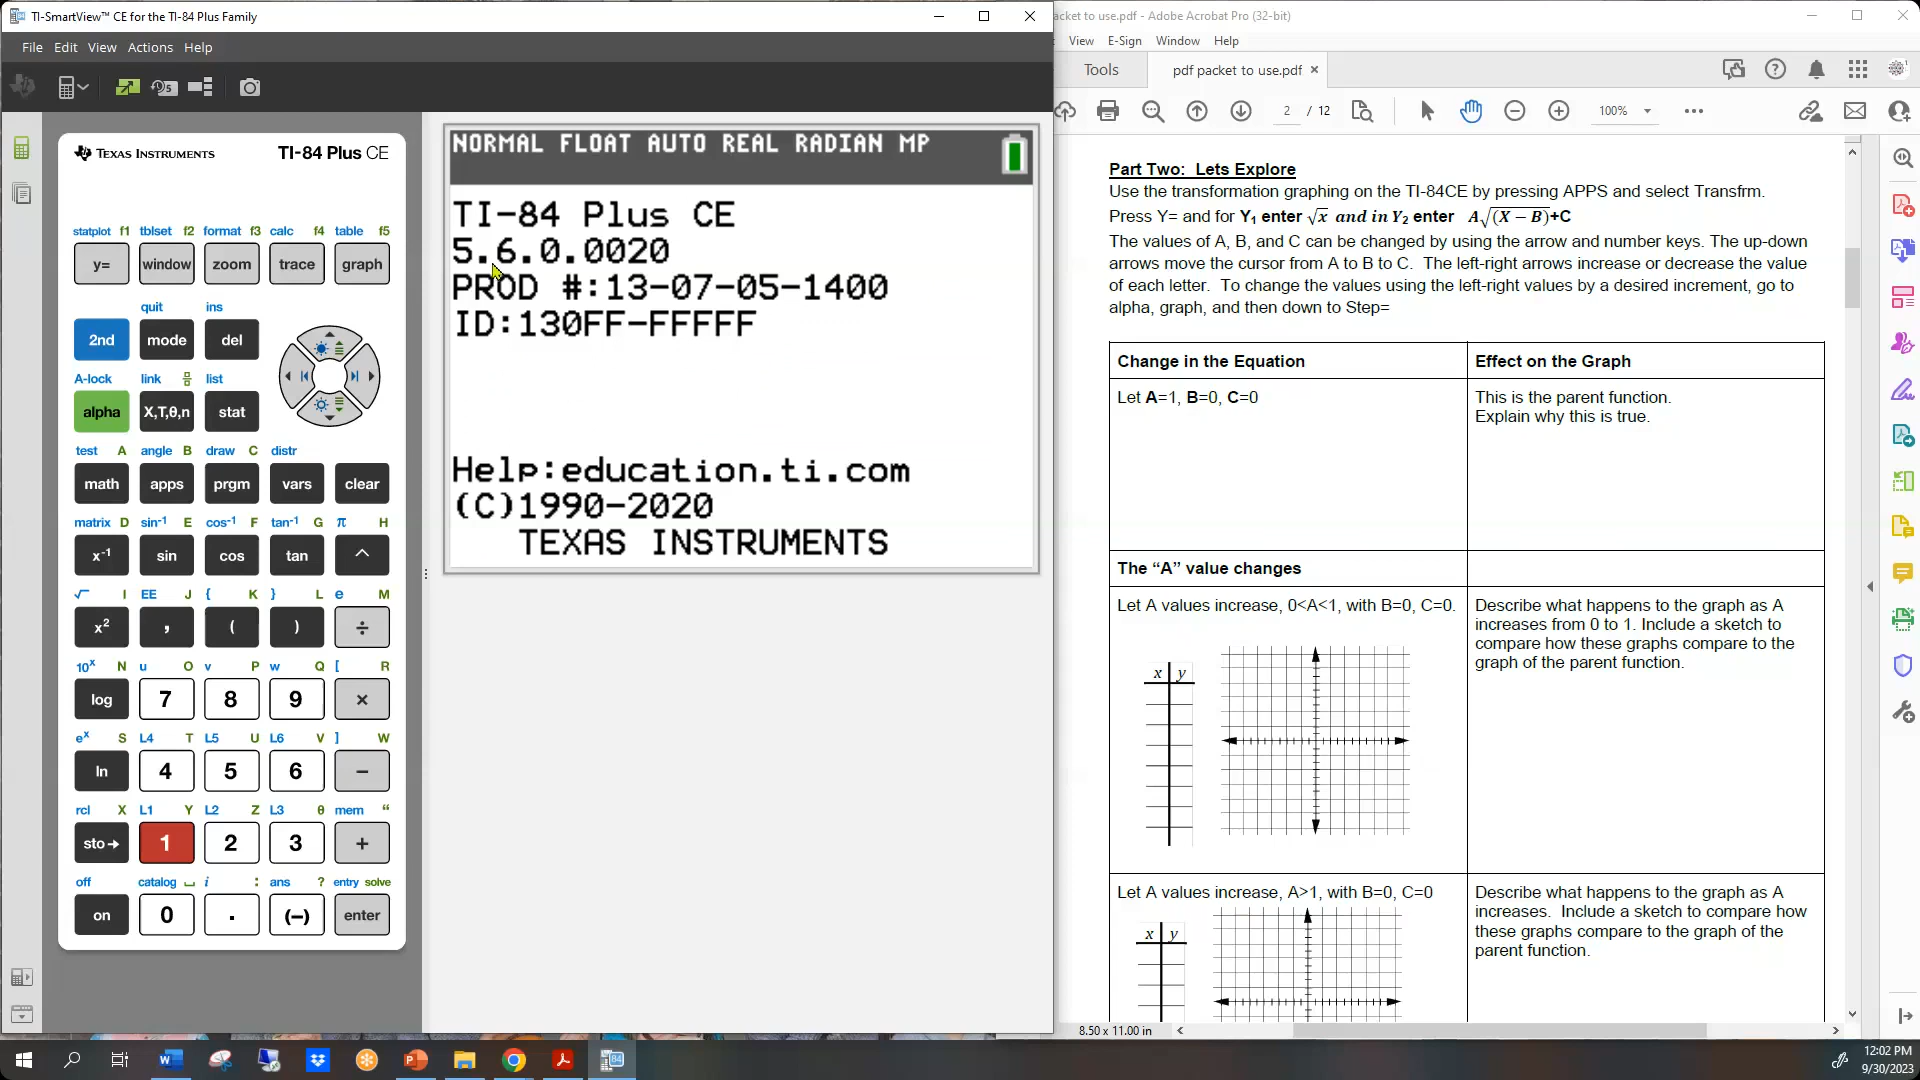 TI-SmartView™ CE for the TI-84 Plus Family
File Edit View Actions Help
TEXAS INSTRUMENTS TI-84 Plus CE
statplot f1 tblset f2 format f3 calc f4 table f5
y= window zoom trace graph
quit ins
2nd mode del
A-lock link list
alpha X,T,θ,n stat
test A angle B draw C distr
math apps prgm vars clear
matrix D sin⁻¹ E cos⁻¹ F tan⁻¹ G π H
x⁻¹ sin cos tan ^
√ I EE J { K } L e M
x² , ( ) ÷
10ˣ N u O v P w Q [ R
log 7 8 9 ×
eˣ S L4 T L5 U L6 V ] W
ln 4 5 6 −
rcl X L1 Y L2 Z L3 θ mem “
sto→ 1 2 3 +
off catalog ⎵ i : ans ? entry solve
on 0 . (−) enter
NORMAL FLOAT AUTO REAL RADIAN MP
TI-84 Plus CE
5.6.0.0020
PROD #:13-07-05-1400
ID:130FF-FFFFF
Help:education.ti.com
(C)1990-2020
TEXAS INSTRUMENTS
acket to use.pdf - Adobe Acrobat Pro (32-bit)
View E-Sign Window Help
Tools pdf packet to use.pdf ×
2 / 12 100%
Part Two: Lets Explore
Use the transformation graphing on the TI-84CE by pressing APPS and select Transfrm.
Press Y= and for Y₁ enter √x and in Y₂ enter A√(X − B)+C
The values of A, B, and C can be changed by using the arrow and number keys. The up-down
arrows move the cursor from A to B to C. The left-right arrows increase or decrease the value
of each letter. To change the values using the left-right values by a desired increment, go to
alpha, graph, and then down to Step=
Change in the Equation Effect on the Graph
Let A=1, B=0, C=0 This is the parent function.
Explain why this is true.
The “A” value changes
Let A values increase, 0<A<1, with B=0, C=0. Describe what happens to the graph as A
increases from 0 to 1. Include a sketch to
compare how these graphs compare to the
graph of the parent function.
x y
Let A values increase, A>1, with B=0, C=0 Describe what happens to the graph as A
increases. Include a sketch to compare how
these graphs compare to the graph of the
parent function.
x y
8.50 x 11.00 in
12:02 PM
9/30/2023